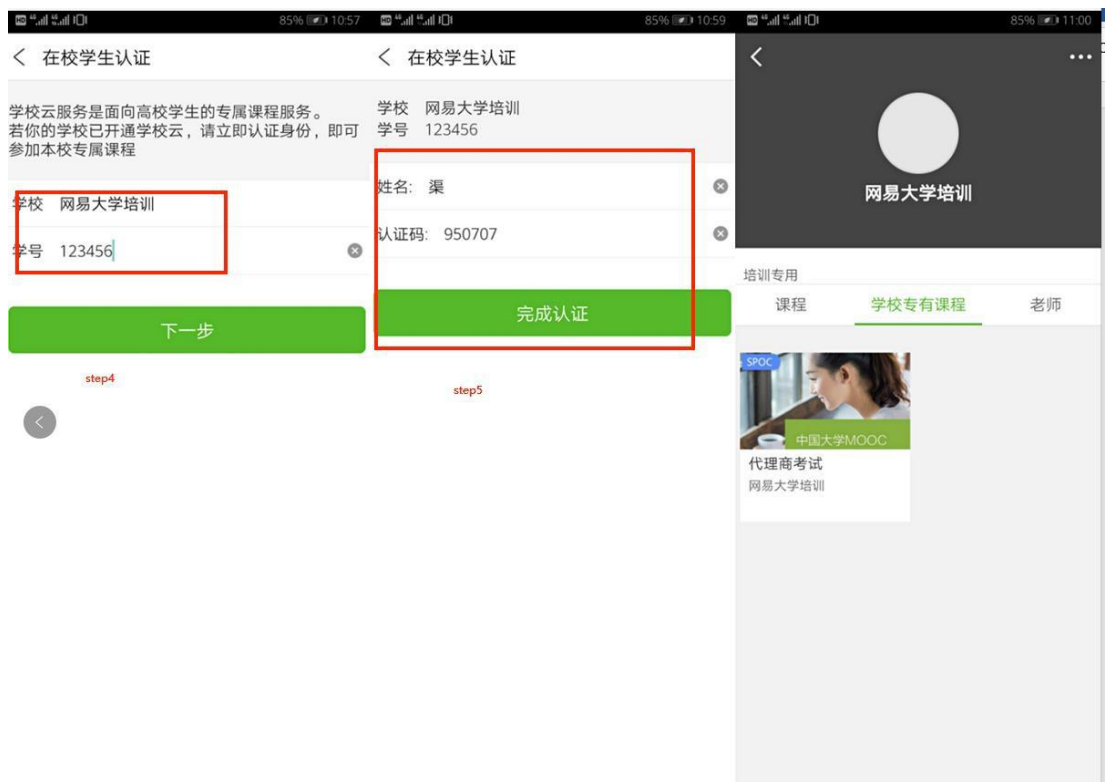 85% 10:57
在校学生认证
学校云服务是面向高校学生的专属课程服务。
若你的学校已开通学校云，请立即认证身份，即可
参加本校专属课程
学校 网易大学培训
学号 123456
下一步
step4
85% 10:59
在校学生认证
学校 网易大学培训
学号 123456
姓名: 渠
认证码: 950707
完成认证
step5
85% 11:00
网易大学培训
培训专用
课程 学校专有课程 老师
SPOC
中国大学MOOC
代理商考试
网易大学培训